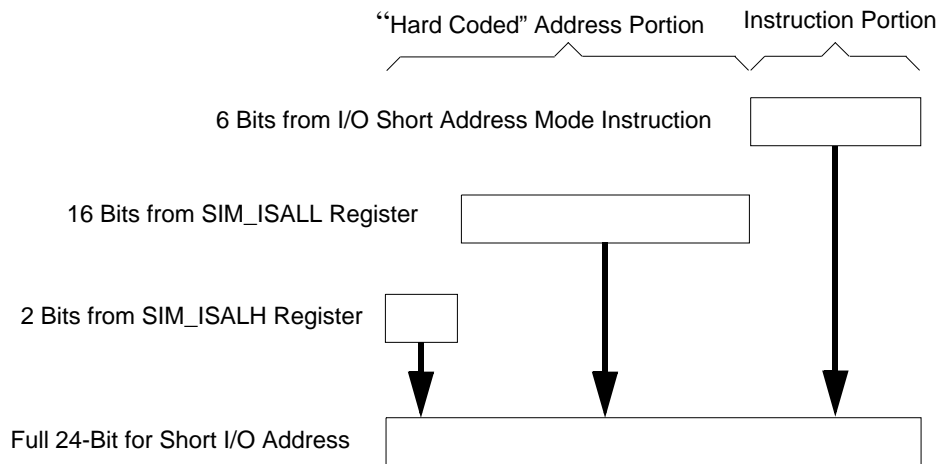 “Hard Coded” Address Portion
Instruction Portion
6 Bits from I/O Short Address Mode Instruction
16 Bits from SIM_ISALL Register
2 Bits from SIM_ISALH Register
Full 24-Bit for Short I/O Address